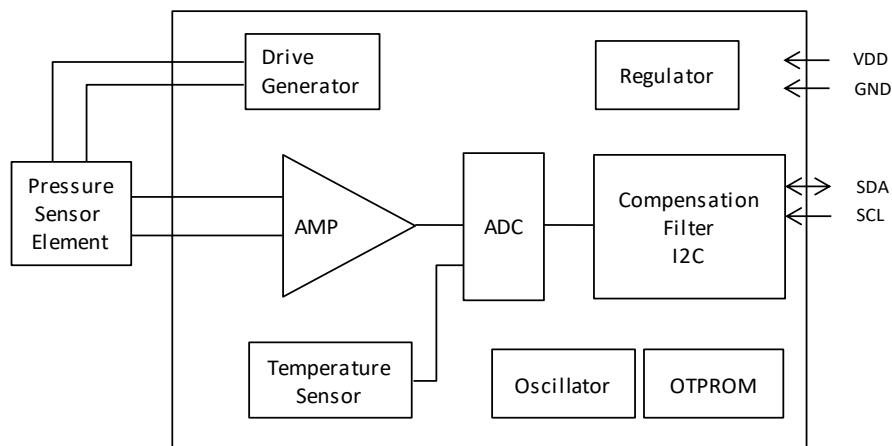 Drive
Generator
Regulator
VDD
GND
Pressure
Sensor
Element
AMP
ADC
Compensation
Filter
I2C
SDA
SCL
Temperature
Sensor
Oscillator
OTPROM